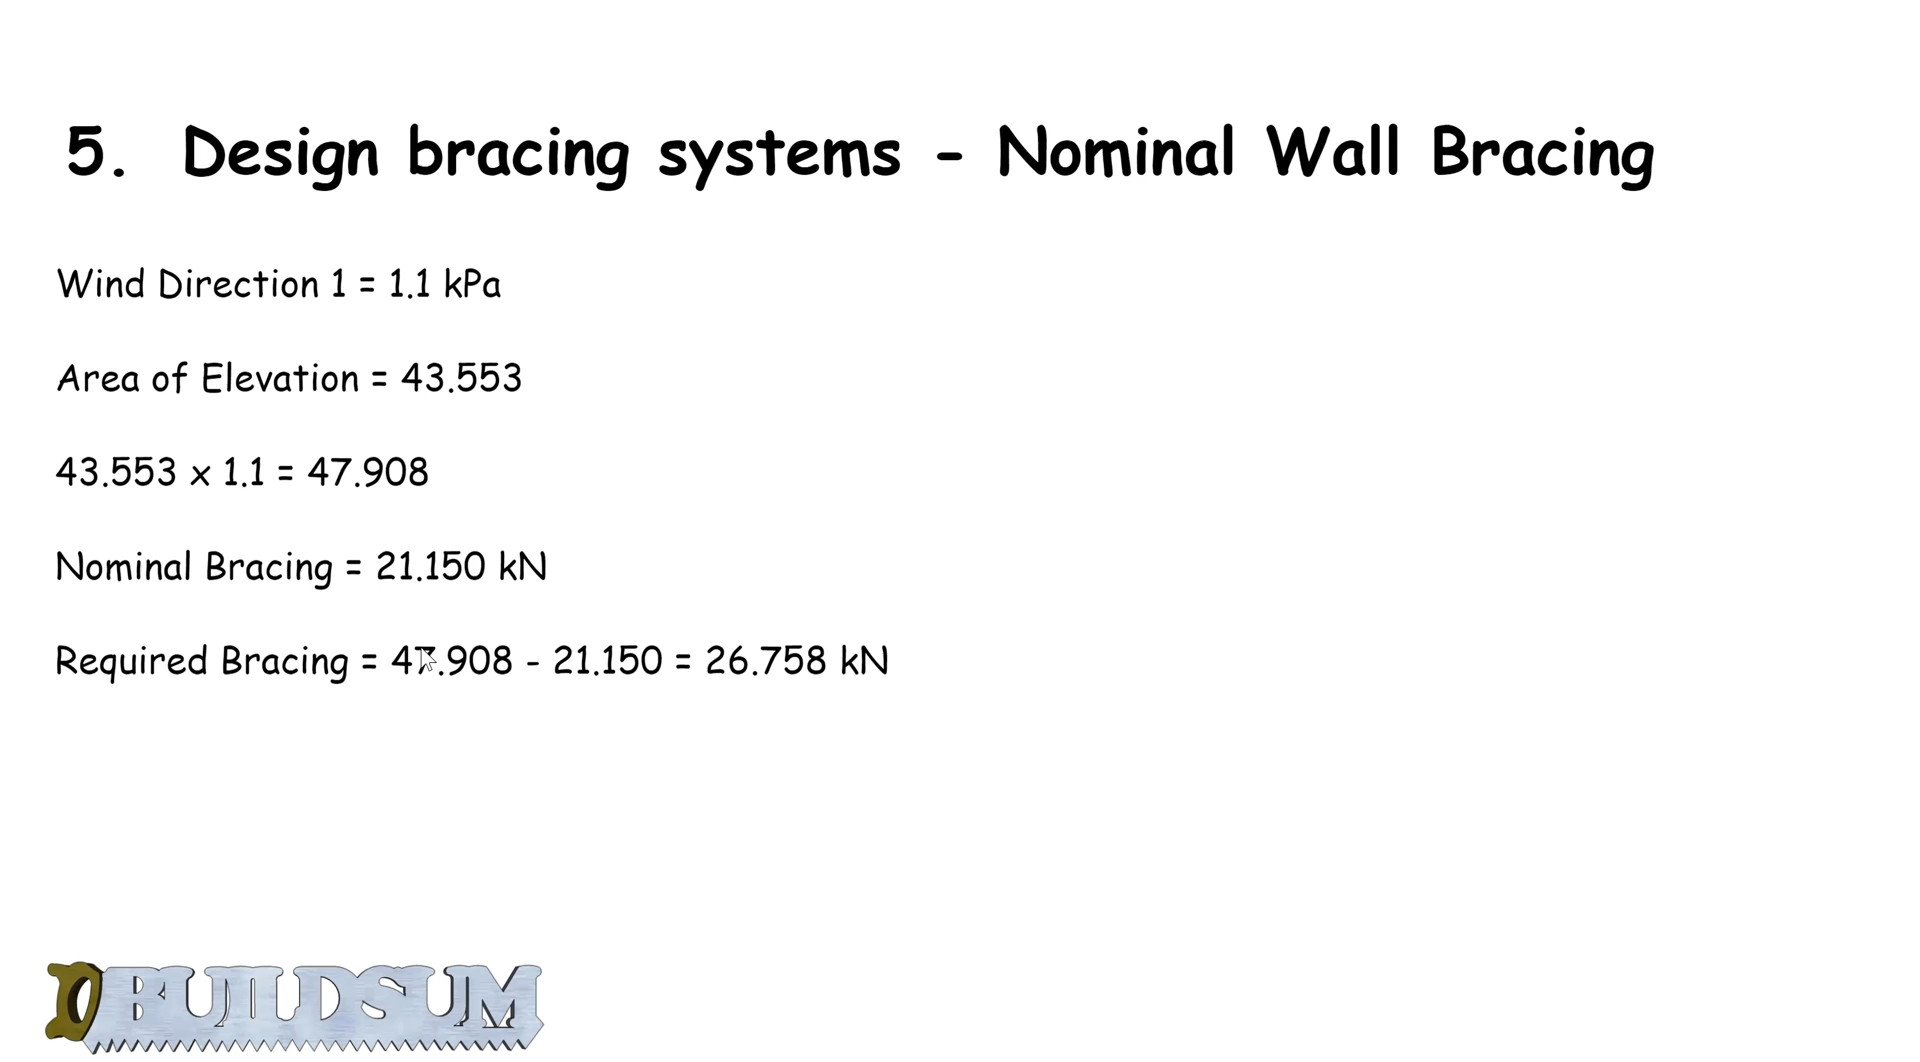 5. Design bracing systems - Nominal Wall Bracing
Wind Direction 1 = 1.1 kPa
Area of Elevation = 43.553
43.553 x 1.1 = 47.908
Nominal Bracing = 21.150 kN
Required Bracing = 47.908 - 21.150 = 26.758 kN
BUILDSUM